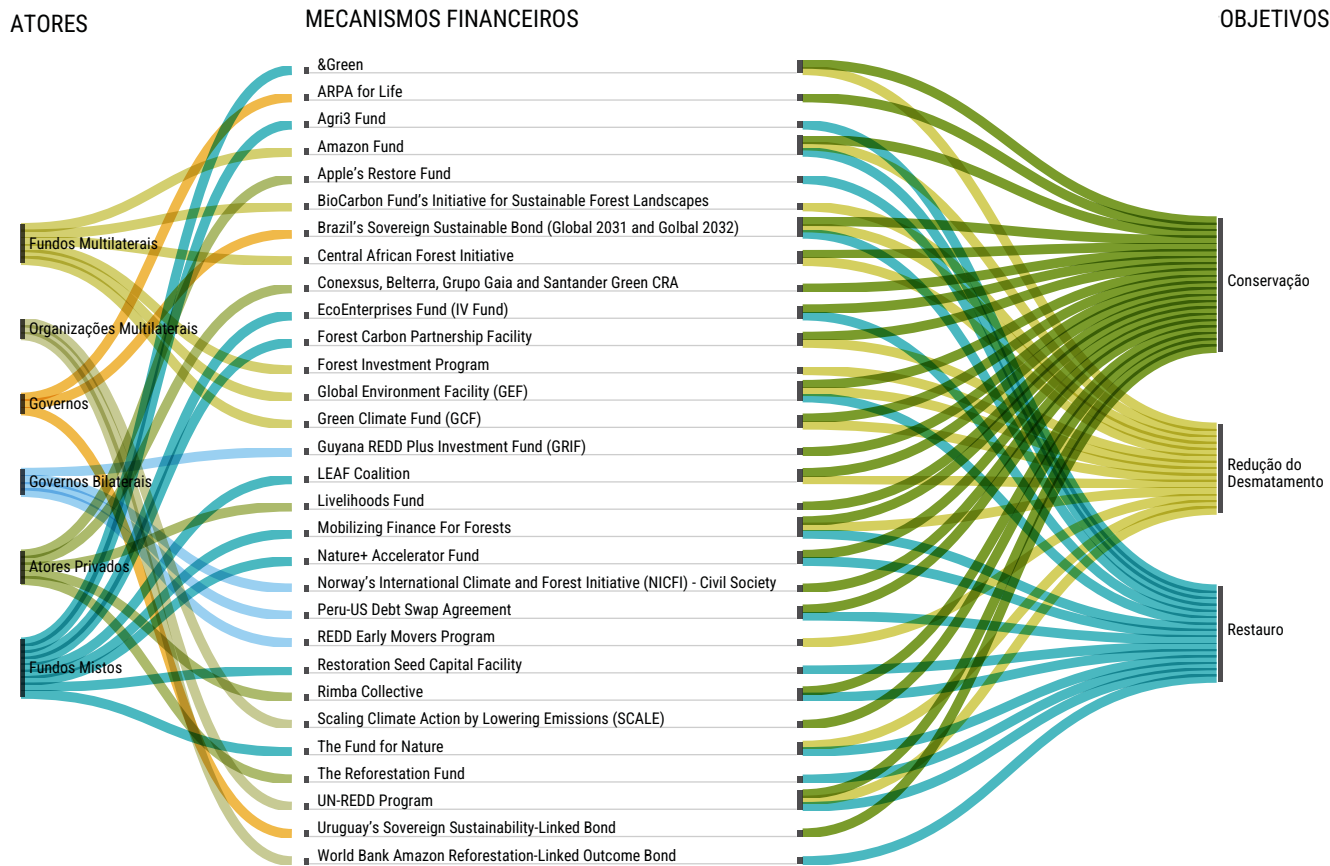 ATORES
MECANISMOS FINANCEIROS
OBJETIVOS
Fundos Multilaterais
Organizações Multilaterais
Governos
Governos Bilaterais
Atores Privados
Fundos Mistos
&Green
ARPA for Life
Agri3 Fund
Amazon Fund
Apple's Restore Fund
BioCarbon Fund's Initiative for Sustainable Forest Landscapes
Brazil's Sovereign Sustainable Bond (Global 2031 and Golbal 2032)
Central African Forest Initiative
Conexsus, Belterra, Grupo Gaia and Santander Green CRA
EcoEnterprises Fund (IV Fund)
Forest Carbon Partnership Facility
Forest Investment Program
Global Environment Facility (GEF)
Green Climate Fund (GCF)
Guyana REDD Plus Investment Fund (GRIF)
LEAF Coalition
Livelihoods Fund
Mobilizing Finance For Forests
Nature+ Accelerator Fund
Norway's International Climate and Forest Initiative (NICFI) - Civil Society
Peru-US Debt Swap Agreement
REDD Early Movers Program
Restoration Seed Capital Facility
Rimba Collective
Scaling Climate Action by Lowering Emissions (SCALE)
The Fund for Nature
The Reforestation Fund
UN-REDD Program
Uruguay's Sovereign Sustainability-Linked Bond
World Bank Amazon Reforestation-Linked Outcome Bond
Conservação
Redução do
Desmatamento
Restauro